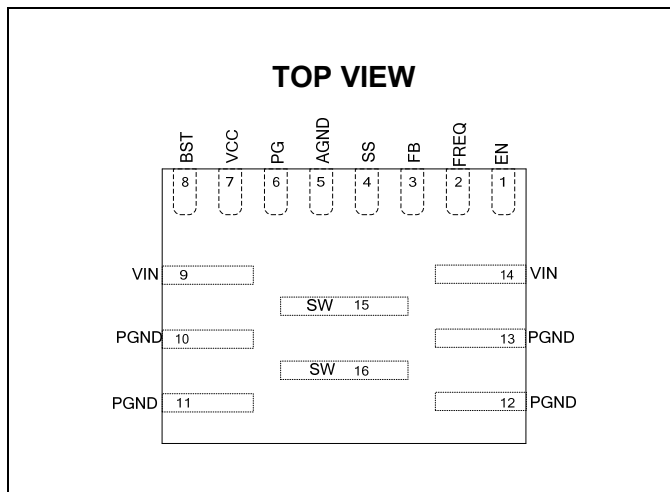 TOP VIEW
BST VCC PG AGND SS FB FREQ EN
8 7 6 5 4 3 2 1
VIN 9 14 VIN
SW 15
PGND 10 13 PGND
SW 16
PGND 11 12 PGND